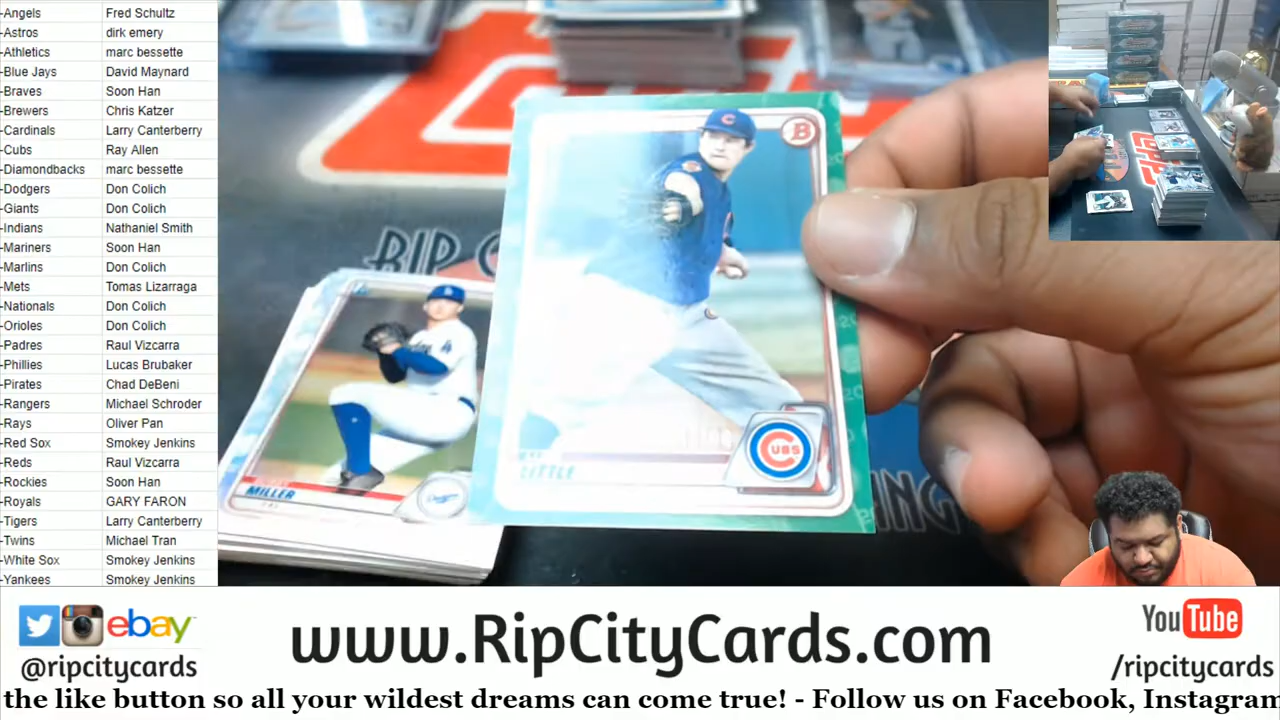 -Angels Fred Schultz
-Astros dirk emery
-Athletics marc bessette
-Blue Jays David Maynard
-Braves Soon Han
-Brewers Chris Katzer
-Cardinals Larry Canterberry
-Cubs Ray Allen
-Diamondbacks marc bessette
-Dodgers Don Colich
-Giants Don Colich
-Indians Nathaniel Smith
-Mariners Soon Han
-Marlins Don Colich
-Mets Tomas Lizarraga
-Nationals Don Colich
-Orioles Don Colich
-Padres Raul Vizcarra
-Phillies Lucas Brubaker
-Pirates Chad DeBeni
-Rangers Michael Schroder
-Rays Oliver Pan
-Red Sox Smokey Jenkins
-Reds Raul Vizcarra
-Rockies Soon Han
-Royals GARY FARON
-Tigers Larry Canterberry
-Twins Michael Tran
-White Sox Smokey Jenkins
-Yankees Smokey Jenkins
B
C
RIP C
CUBS
LITTLE
MILLER
Dodgers
ING
ebay
@ripcitycards
www.RipCityCards.com
YouTube
/ripcitycards
the like button so all your wildest dreams can come true! - Follow us on Facebook, Instagram